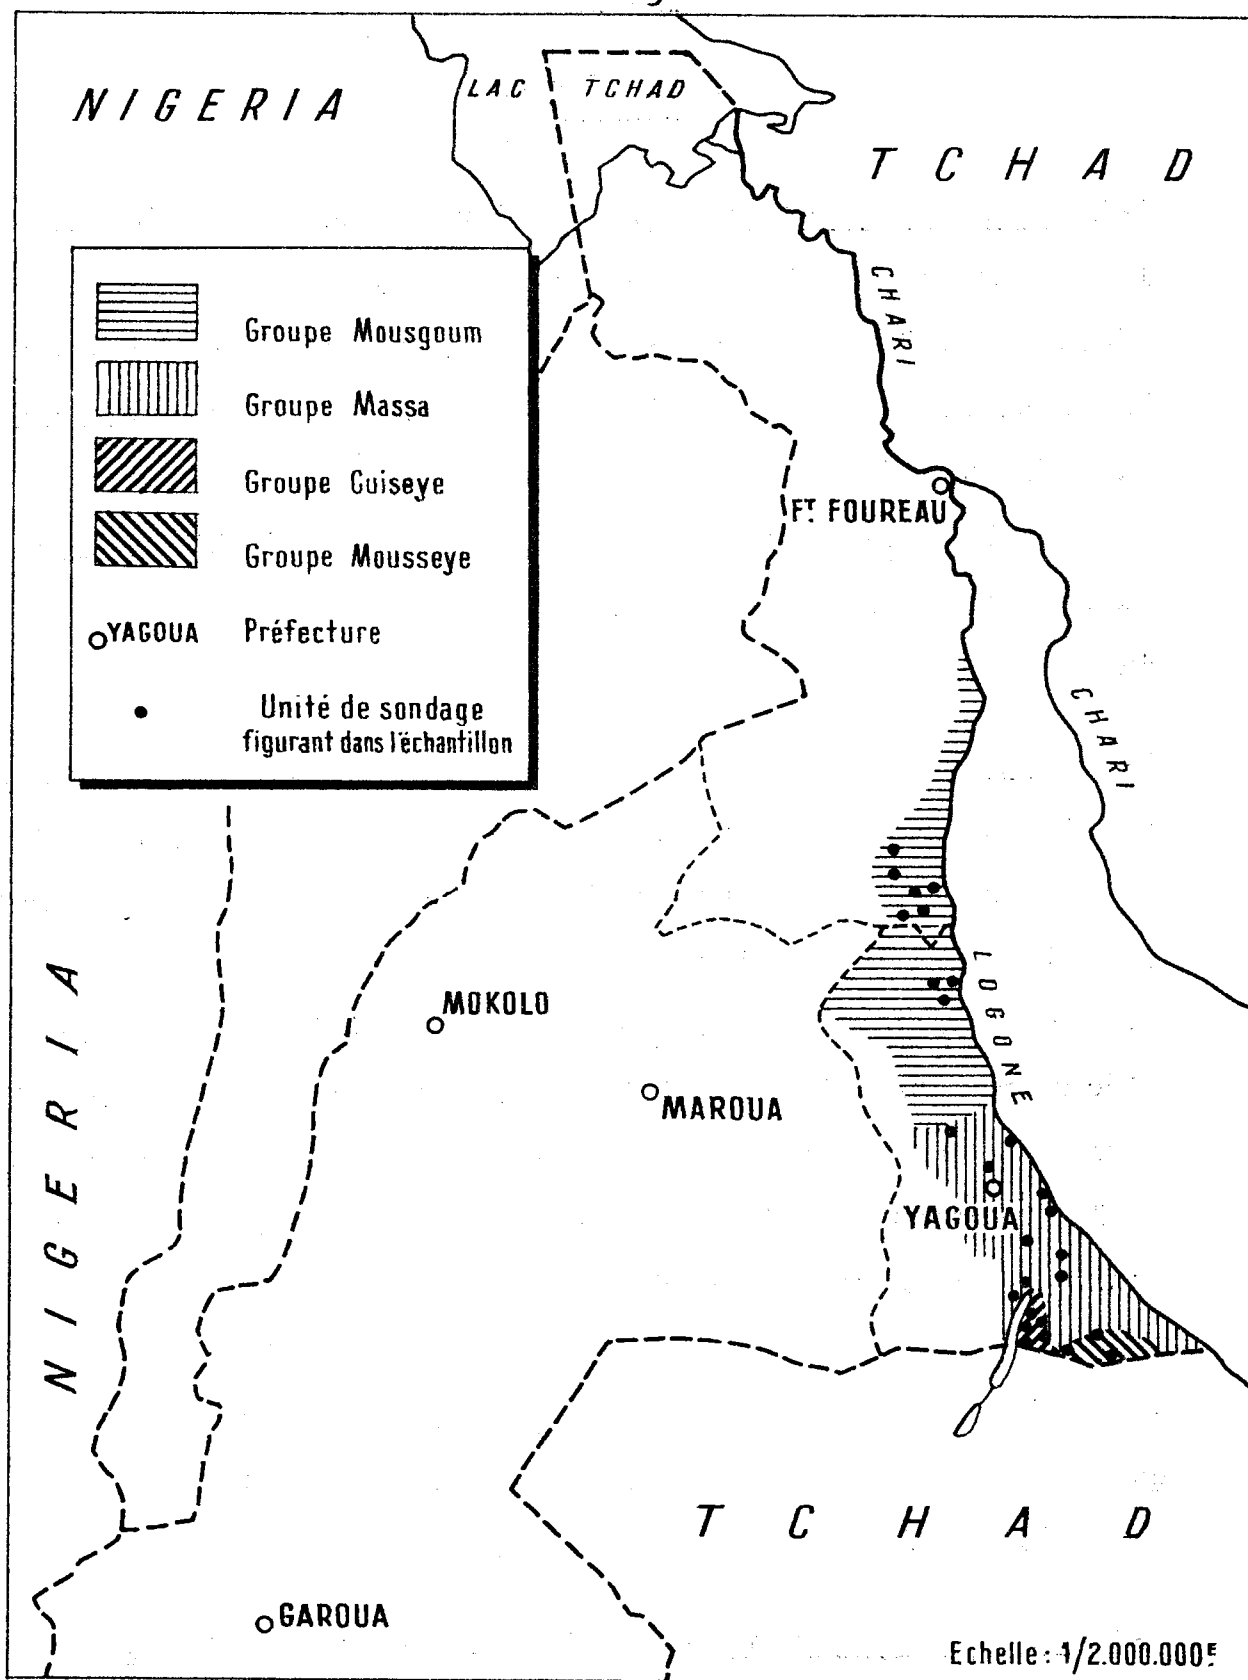 LAC TCHAD
NIGERIA
TCHAD
CHARI
Groupe Mousgoum
Groupe Massa
Groupe Guiseye
Groupe Mousseye
YAGOUA Préfecture
Unité de sondage
figurant dans l'échantillon
FT FOUREAU
CHARI
LOGONE
NIGERIA
MOKOLO
MAROUA
YAGOUA
TCHAD
GAROUA
Echelle: 1/2.000.000E